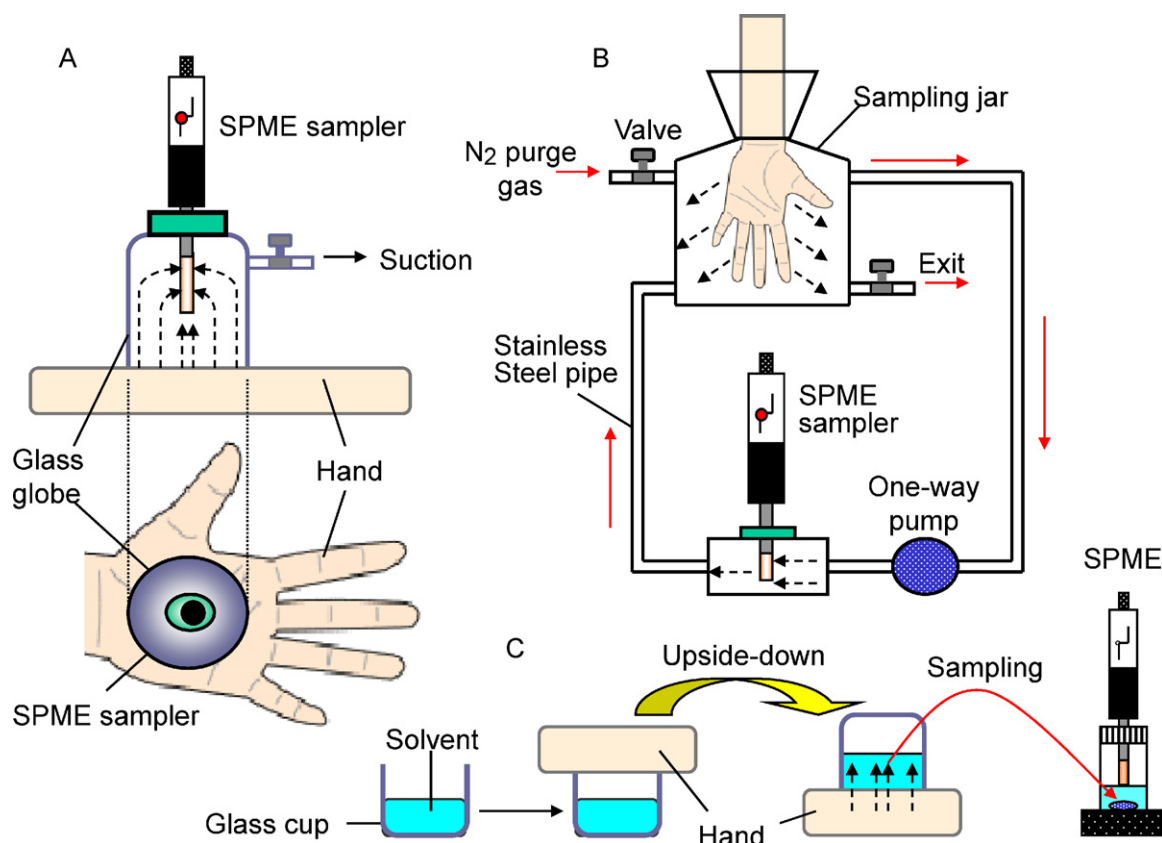 A
SPME sampler
Suction
Glass
globe
Hand
SPME sampler
B
Sampling jar
Valve
N2 purge
gas
Exit
Stainless
Steel pipe
SPME
sampler
One-way
pump
SPME
C
Upside-down
Sampling
Solvent
Glass cup
Hand